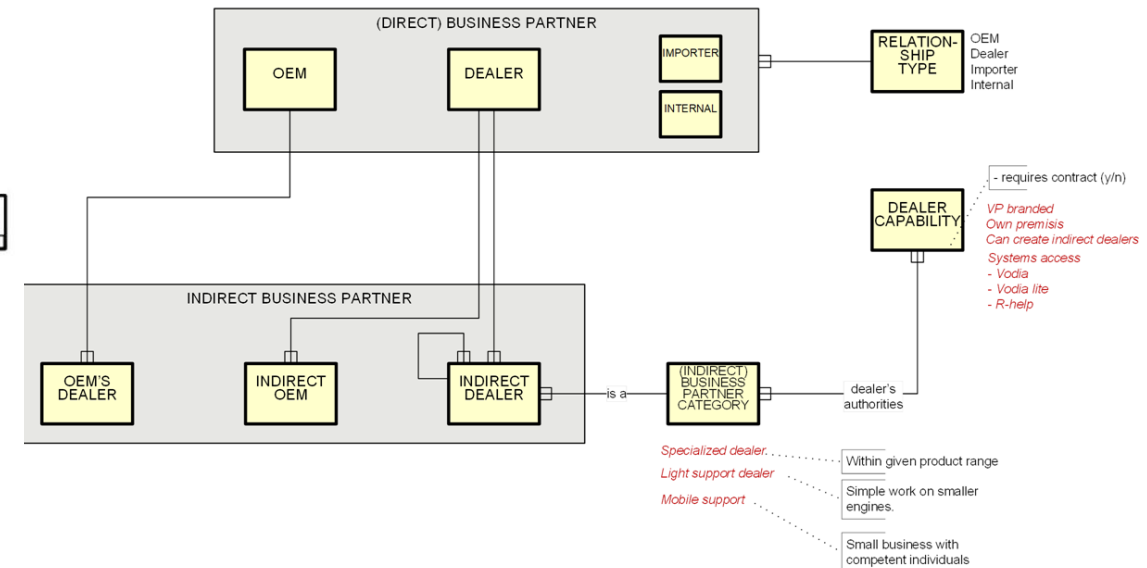 (DIRECT) BUSINESS PARTNER
OEM
DEALER
IMPORTER
INTERNAL
RELATION-
SHIP
TYPE
OEM
Dealer
Importer
Internal
- requires contract (y/n)
DEALER
CAPABILITY
VP branded
Own premisis
Can create indirect dealers
Systems access
- Vodia
- Vodia lite
- R-help
INDIRECT BUSINESS PARTNER
OEM'S
DEALER
INDIRECT
OEM
INDIRECT
DEALER
is a
(INDIRECT)
BUSINESS
PARTNER
CATEGORY
dealer's
authorities
Specialized dealer.
Within given product range
Light support dealer
Simple work on smaller
engines.
Mobile support
Small business with
competent individuals